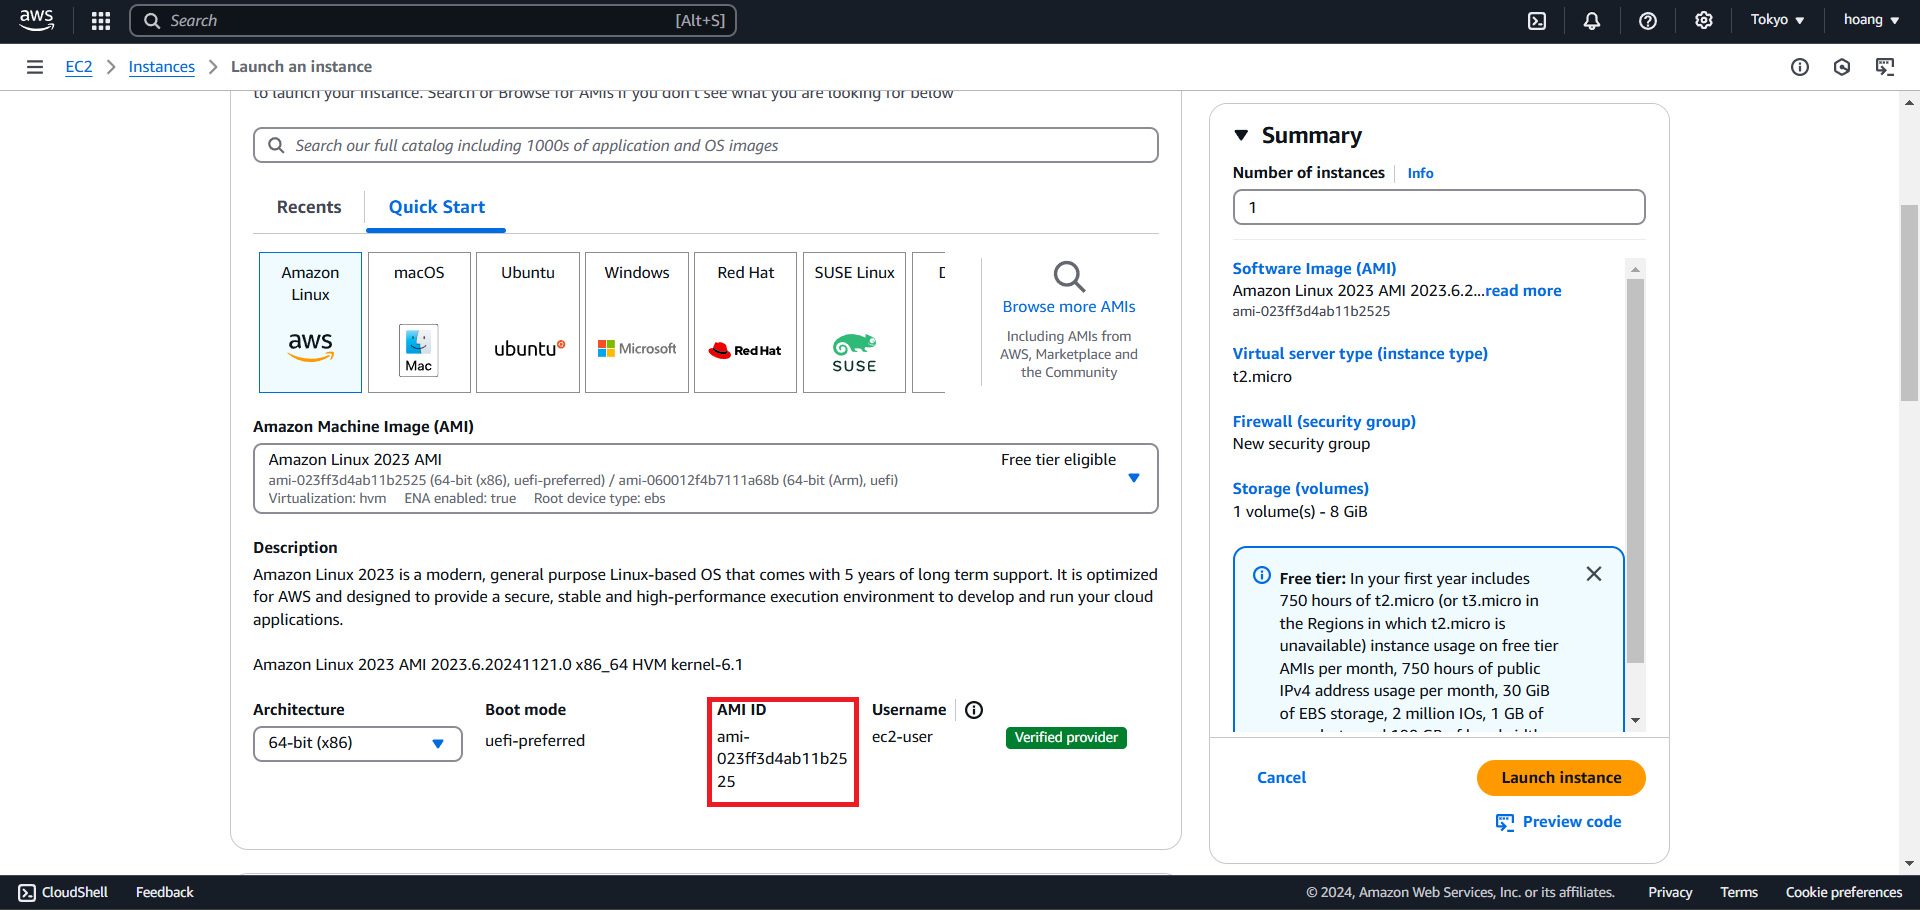 aws
Search
[Alt+S]
Tokyo
hoang
EC2
Instances
Launch an instance
to launch your instance. Search or Browse for AMIs if you don't see what you are looking for below
Search our full catalog including 1000s of application and OS images
Recents
Quick Start
Amazon
Linux
aws
macOS
Mac
Ubuntu
ubuntu
Windows
Microsoft
Red Hat
Red Hat
SUSE Linux
SUSE
Browse more AMIs
Including AMIs from
AWS, Marketplace and
the Community
Amazon Machine Image (AMI)
Amazon Linux 2023 AMI
Free tier eligible
ami-023ff3d4ab11b2525 (64-bit (x86), uefi-preferred) / ami-060012f4b7111a68b (64-bit (Arm), uefi)
Virtualization: hvm ENA enabled: true Root device type: ebs
Description
Amazon Linux 2023 is a modern, general purpose Linux-based OS that comes with 5 years of long term support. It is optimized
for AWS and designed to provide a secure, stable and high-performance execution environment to develop and run your cloud
applications.
Amazon Linux 2023 AMI 2023.6.20241121.0 x86_64 HVM kernel-6.1
Architecture
64-bit (x86)
Boot mode
uefi-preferred
AMI ID
ami-
023ff3d4ab11b25
25
Username
ec2-user
Verified provider
Summary
Number of instances
Info
1
Software Image (AMI)
Amazon Linux 2023 AMI 2023.6.2...read more
ami-023ff3d4ab11b2525
Virtual server type (instance type)
t2.micro
Firewall (security group)
New security group
Storage (volumes)
1 volume(s) - 8 GiB
Free tier: In your first year includes
750 hours of t2.micro (or t3.micro in
the Regions in which t2.micro is
unavailable) instance usage on free tier
AMIs per month, 750 hours of public
IPv4 address usage per month, 30 GiB
of EBS storage, 2 million IOs, 1 GB of
Cancel
Launch instance
Preview code
CloudShell
Feedback
© 2024, Amazon Web Services, Inc. or its affiliates.
Privacy
Terms
Cookie preferences